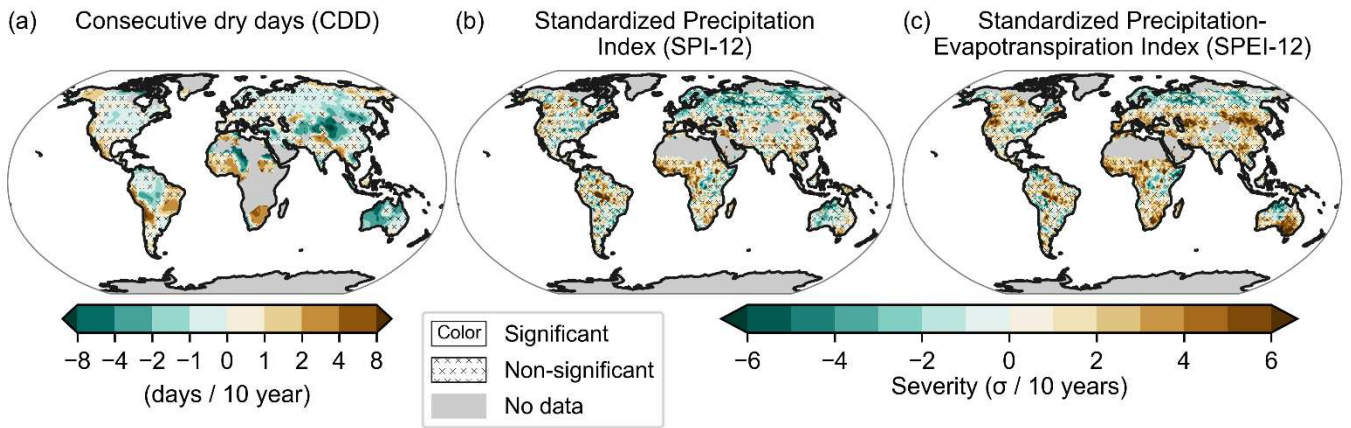 (a) Consecutive dry days (CDD)
(b) Standardized Precipitation
Index (SPI-12)
(c) Standardized Precipitation-
Evapotranspiration Index (SPEI-12)
−8 −4 −2 −1 0 1 2 4 8
(days / 10 year)
Color Significant
Non-significant
No data
−6 −4 −2 0 2 4 6
Severity (σ / 10 years)